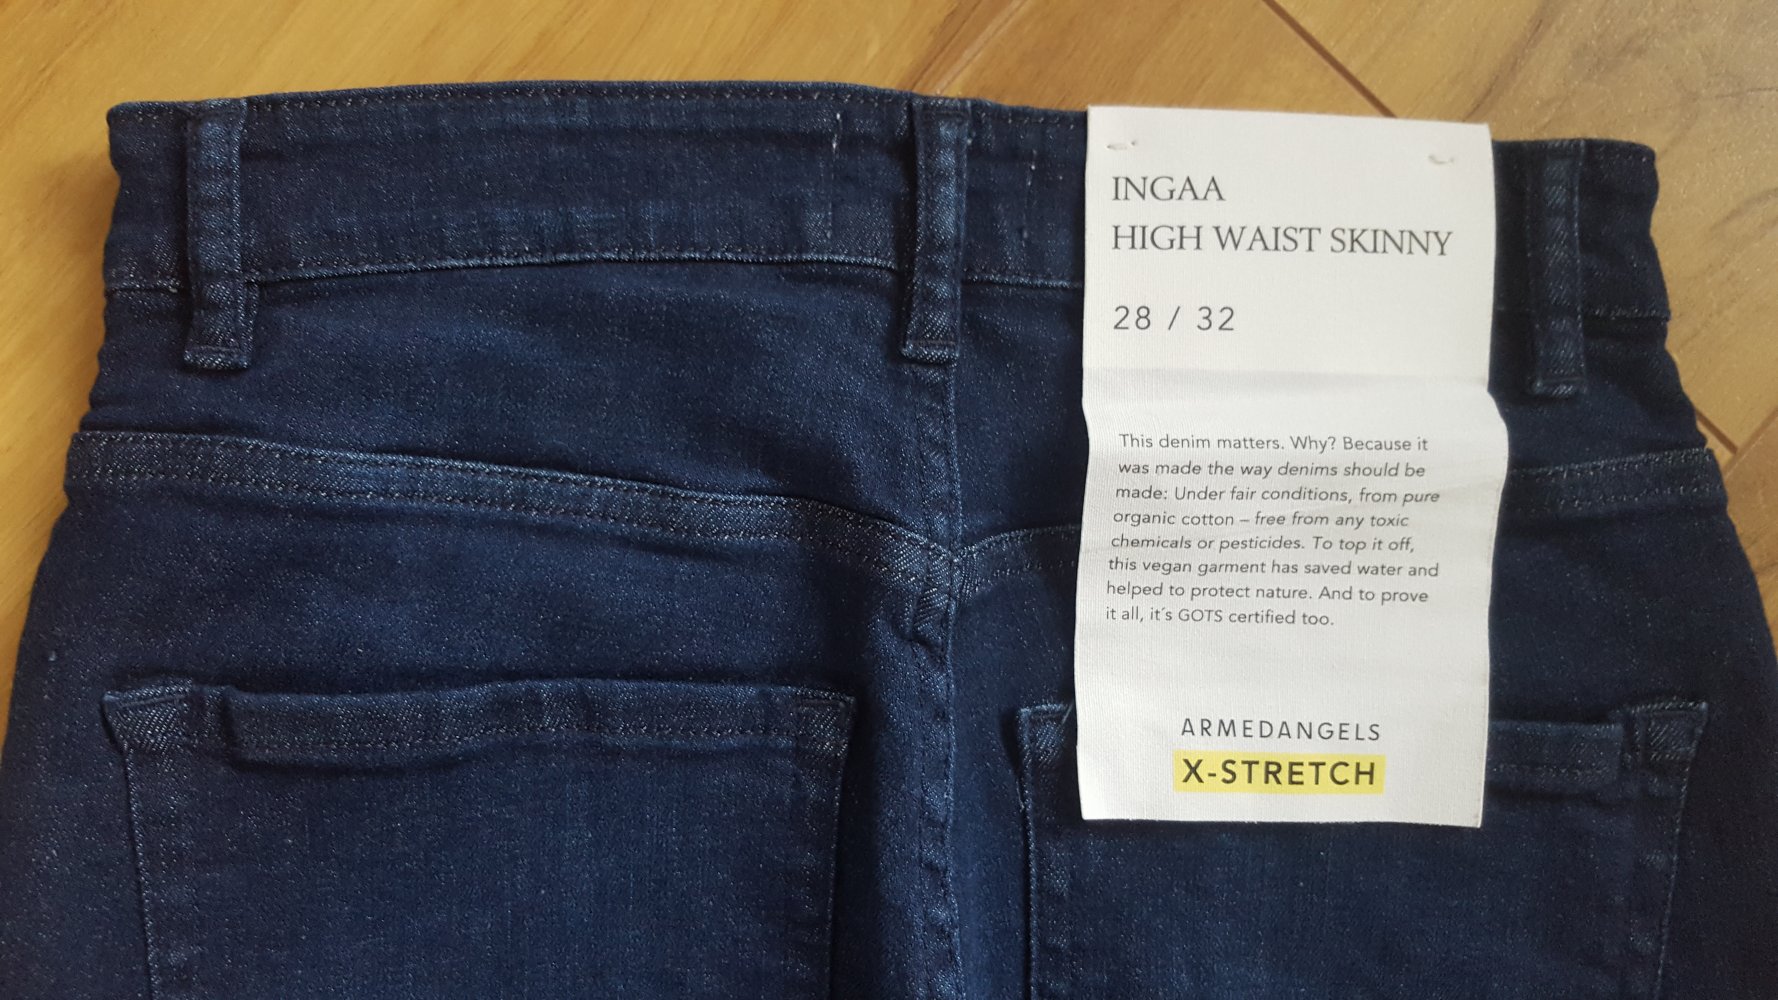 INGAA
HIGH WAIST SKINNY
28 / 32
This denim matters. Why? Because it
was made the way denims should be
made: Under fair conditions, from pure
organic cotton – free from any toxic
chemicals or pesticides. To top it off,
this vegan garment has saved water and
helped to protect nature. And to prove
it all, it´s GOTS certified too.
ARMEDANGELS
X-STRETCH